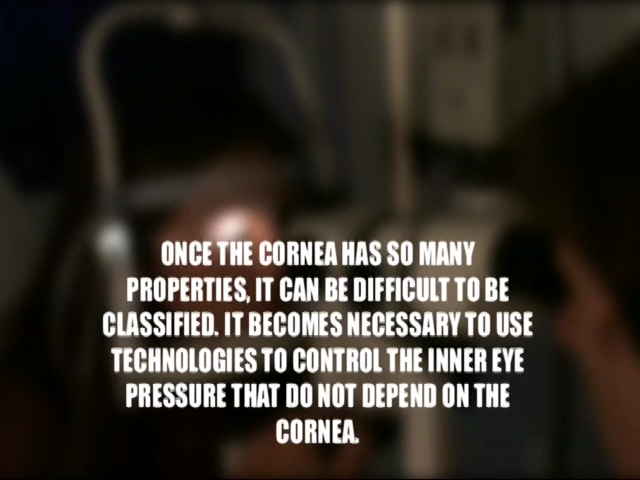 ONCE THE CORNEA HAS SO MANY
PROPERTIES, IT CAN BE DIFFICULT TO BE
CLASSIFIED. IT BECOMES NECESSARY TO USE
TECHNOLOGIES TO CONTROL THE INNER EYE
PRESSURE THAT DO NOT DEPEND ON THE
CORNEA.